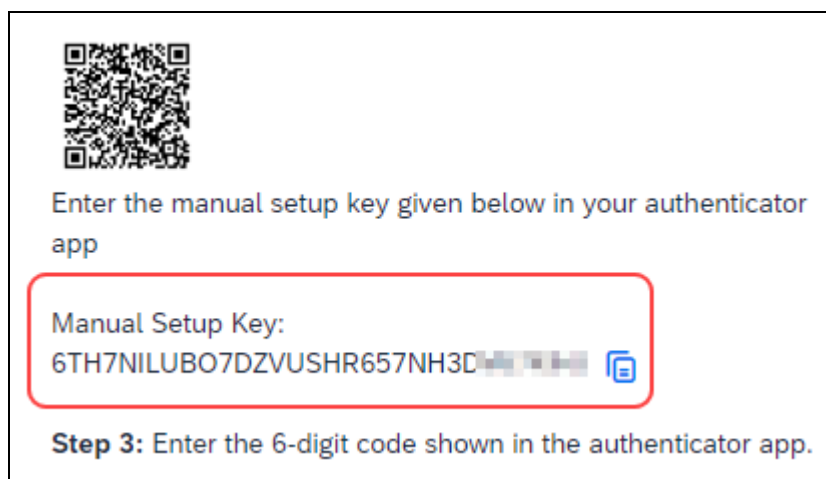 Enter the manual setup key given below in your authenticator
app
Manual Setup Key:
6TH7NILUBO7DZVUSHR657NH3D
Step 3: Enter the 6-digit code shown in the authenticator app.